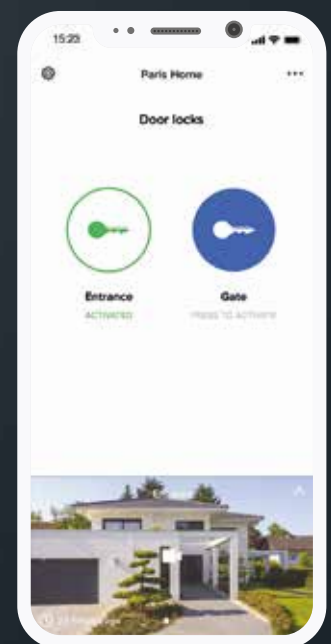 15:23
Paris Home
Door locks
Entrance Gate
ACTIVATED PRESS TO ACTIVATE